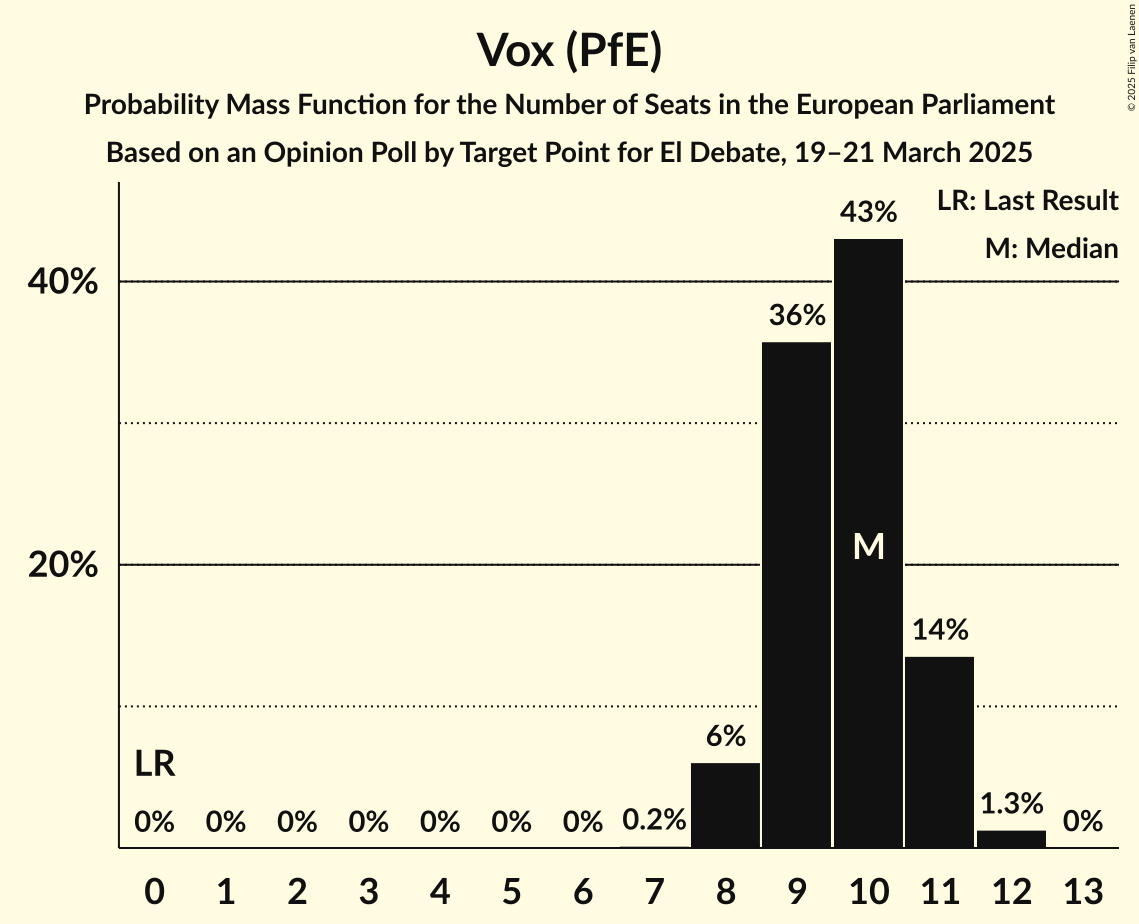 Vox (PfE)
Probability Mass Function for the Number of Seats in the European Parliament
Based on an Opinion Poll by Target Point for El Debate, 19–21 March 2025
© 2025 Filip van Laenen
LR: Last Result
M: Median
43%
40%
36%
M
20%
14%
6%
LR
1.3%
0% 0% 0% 0% 0% 0% 0% 0.2% 0%
0 1 2 3 4 5 6 7 8 9 10 11 12 13